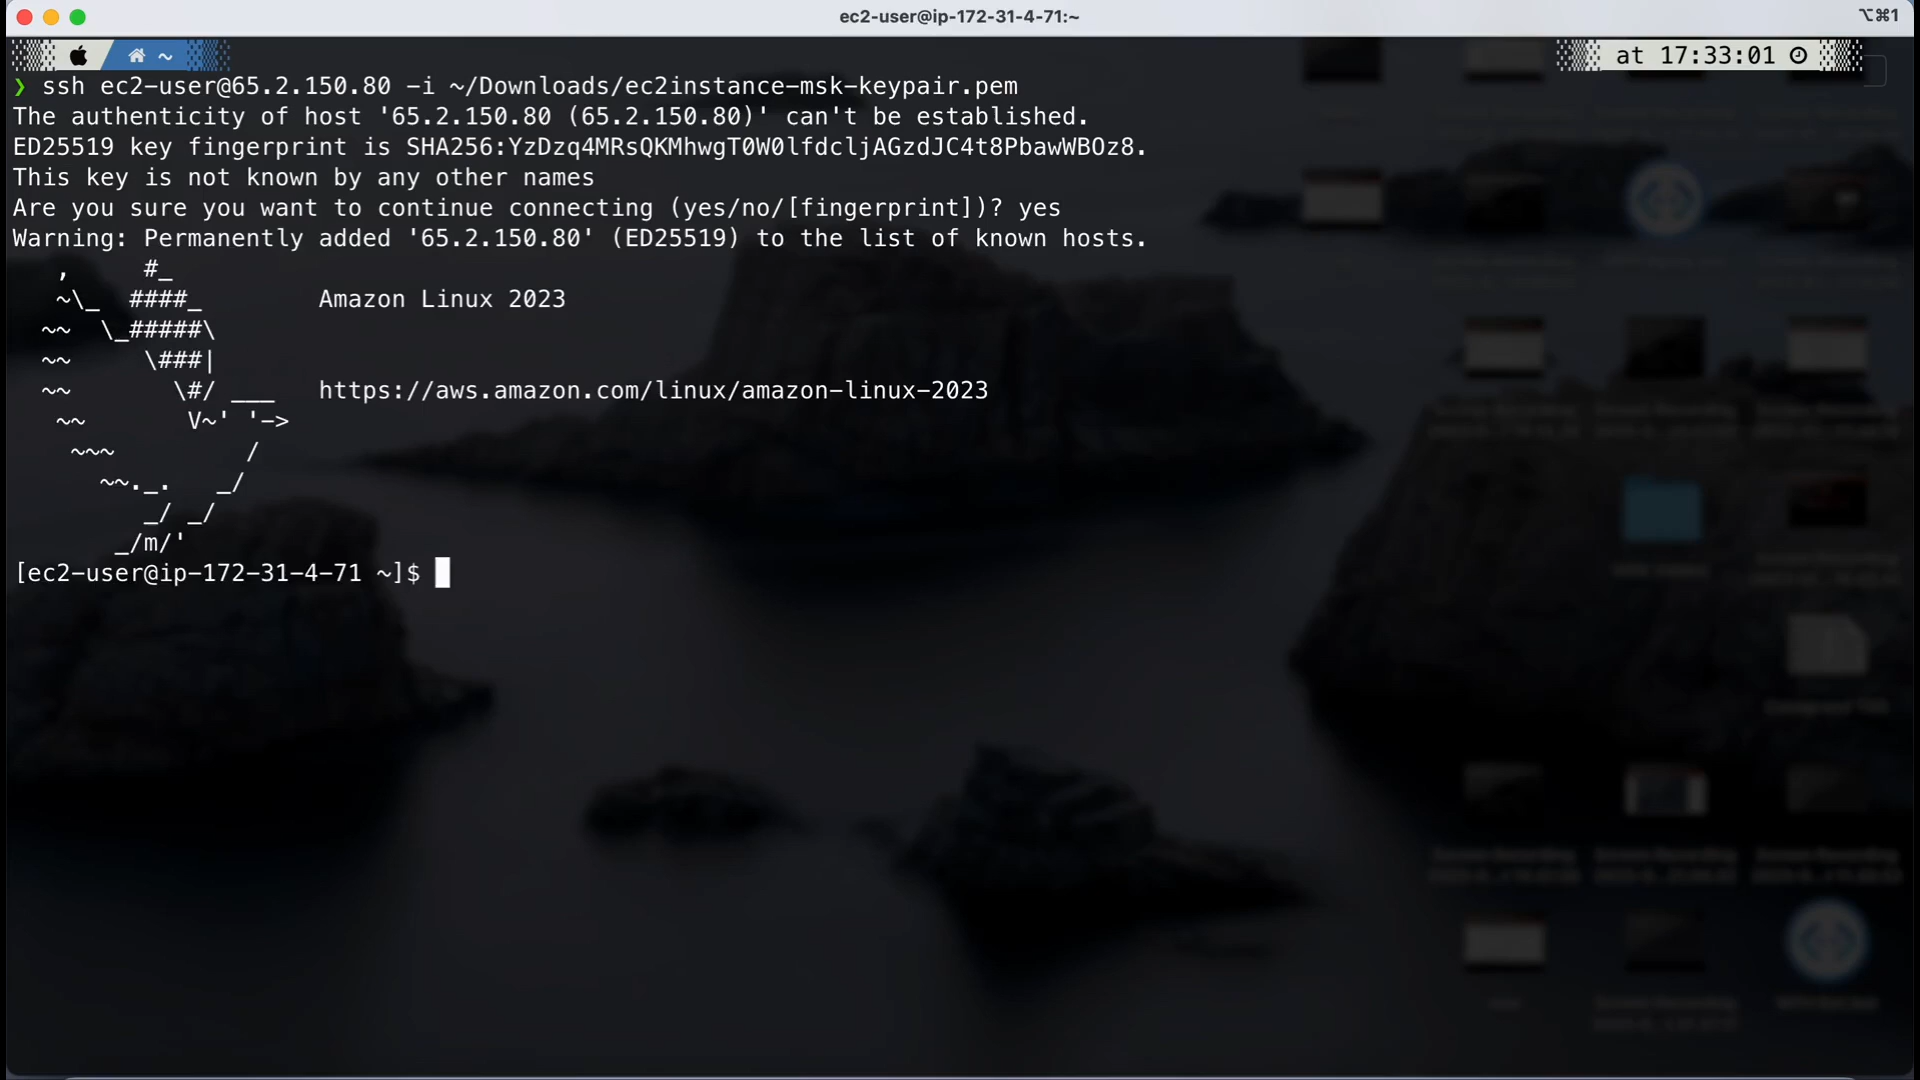 ec2-user@ip-172-31-4-71:~
⌥⌘1
~
at 17:33:01
❯ ssh ec2-user@65.2.150.80 -i ~/Downloads/ec2instance-msk-keypair.pem
The authenticity of host '65.2.150.80 (65.2.150.80)' can't be established.
ED25519 key fingerprint is SHA256:YzDzq4MRsQKMhwgT0W0lfdcljAGzdJC4t8PbawWBOz8.
This key is not known by any other names
Are you sure you want to continue connecting (yes/no/[fingerprint])? yes
Warning: Permanently added '65.2.150.80' (ED25519) to the list of known hosts.
   ,     #_
   ~\_  ####_        Amazon Linux 2023
  ~~  \_#####\
  ~~     \###|
  ~~       \#/ ___   https://aws.amazon.com/linux/amazon-linux-2023
   ~~       V~' '->
    ~~~         /
      ~~._.   _/
         _/ _/
       _/m/'
[ec2-user@ip-172-31-4-71 ~]$